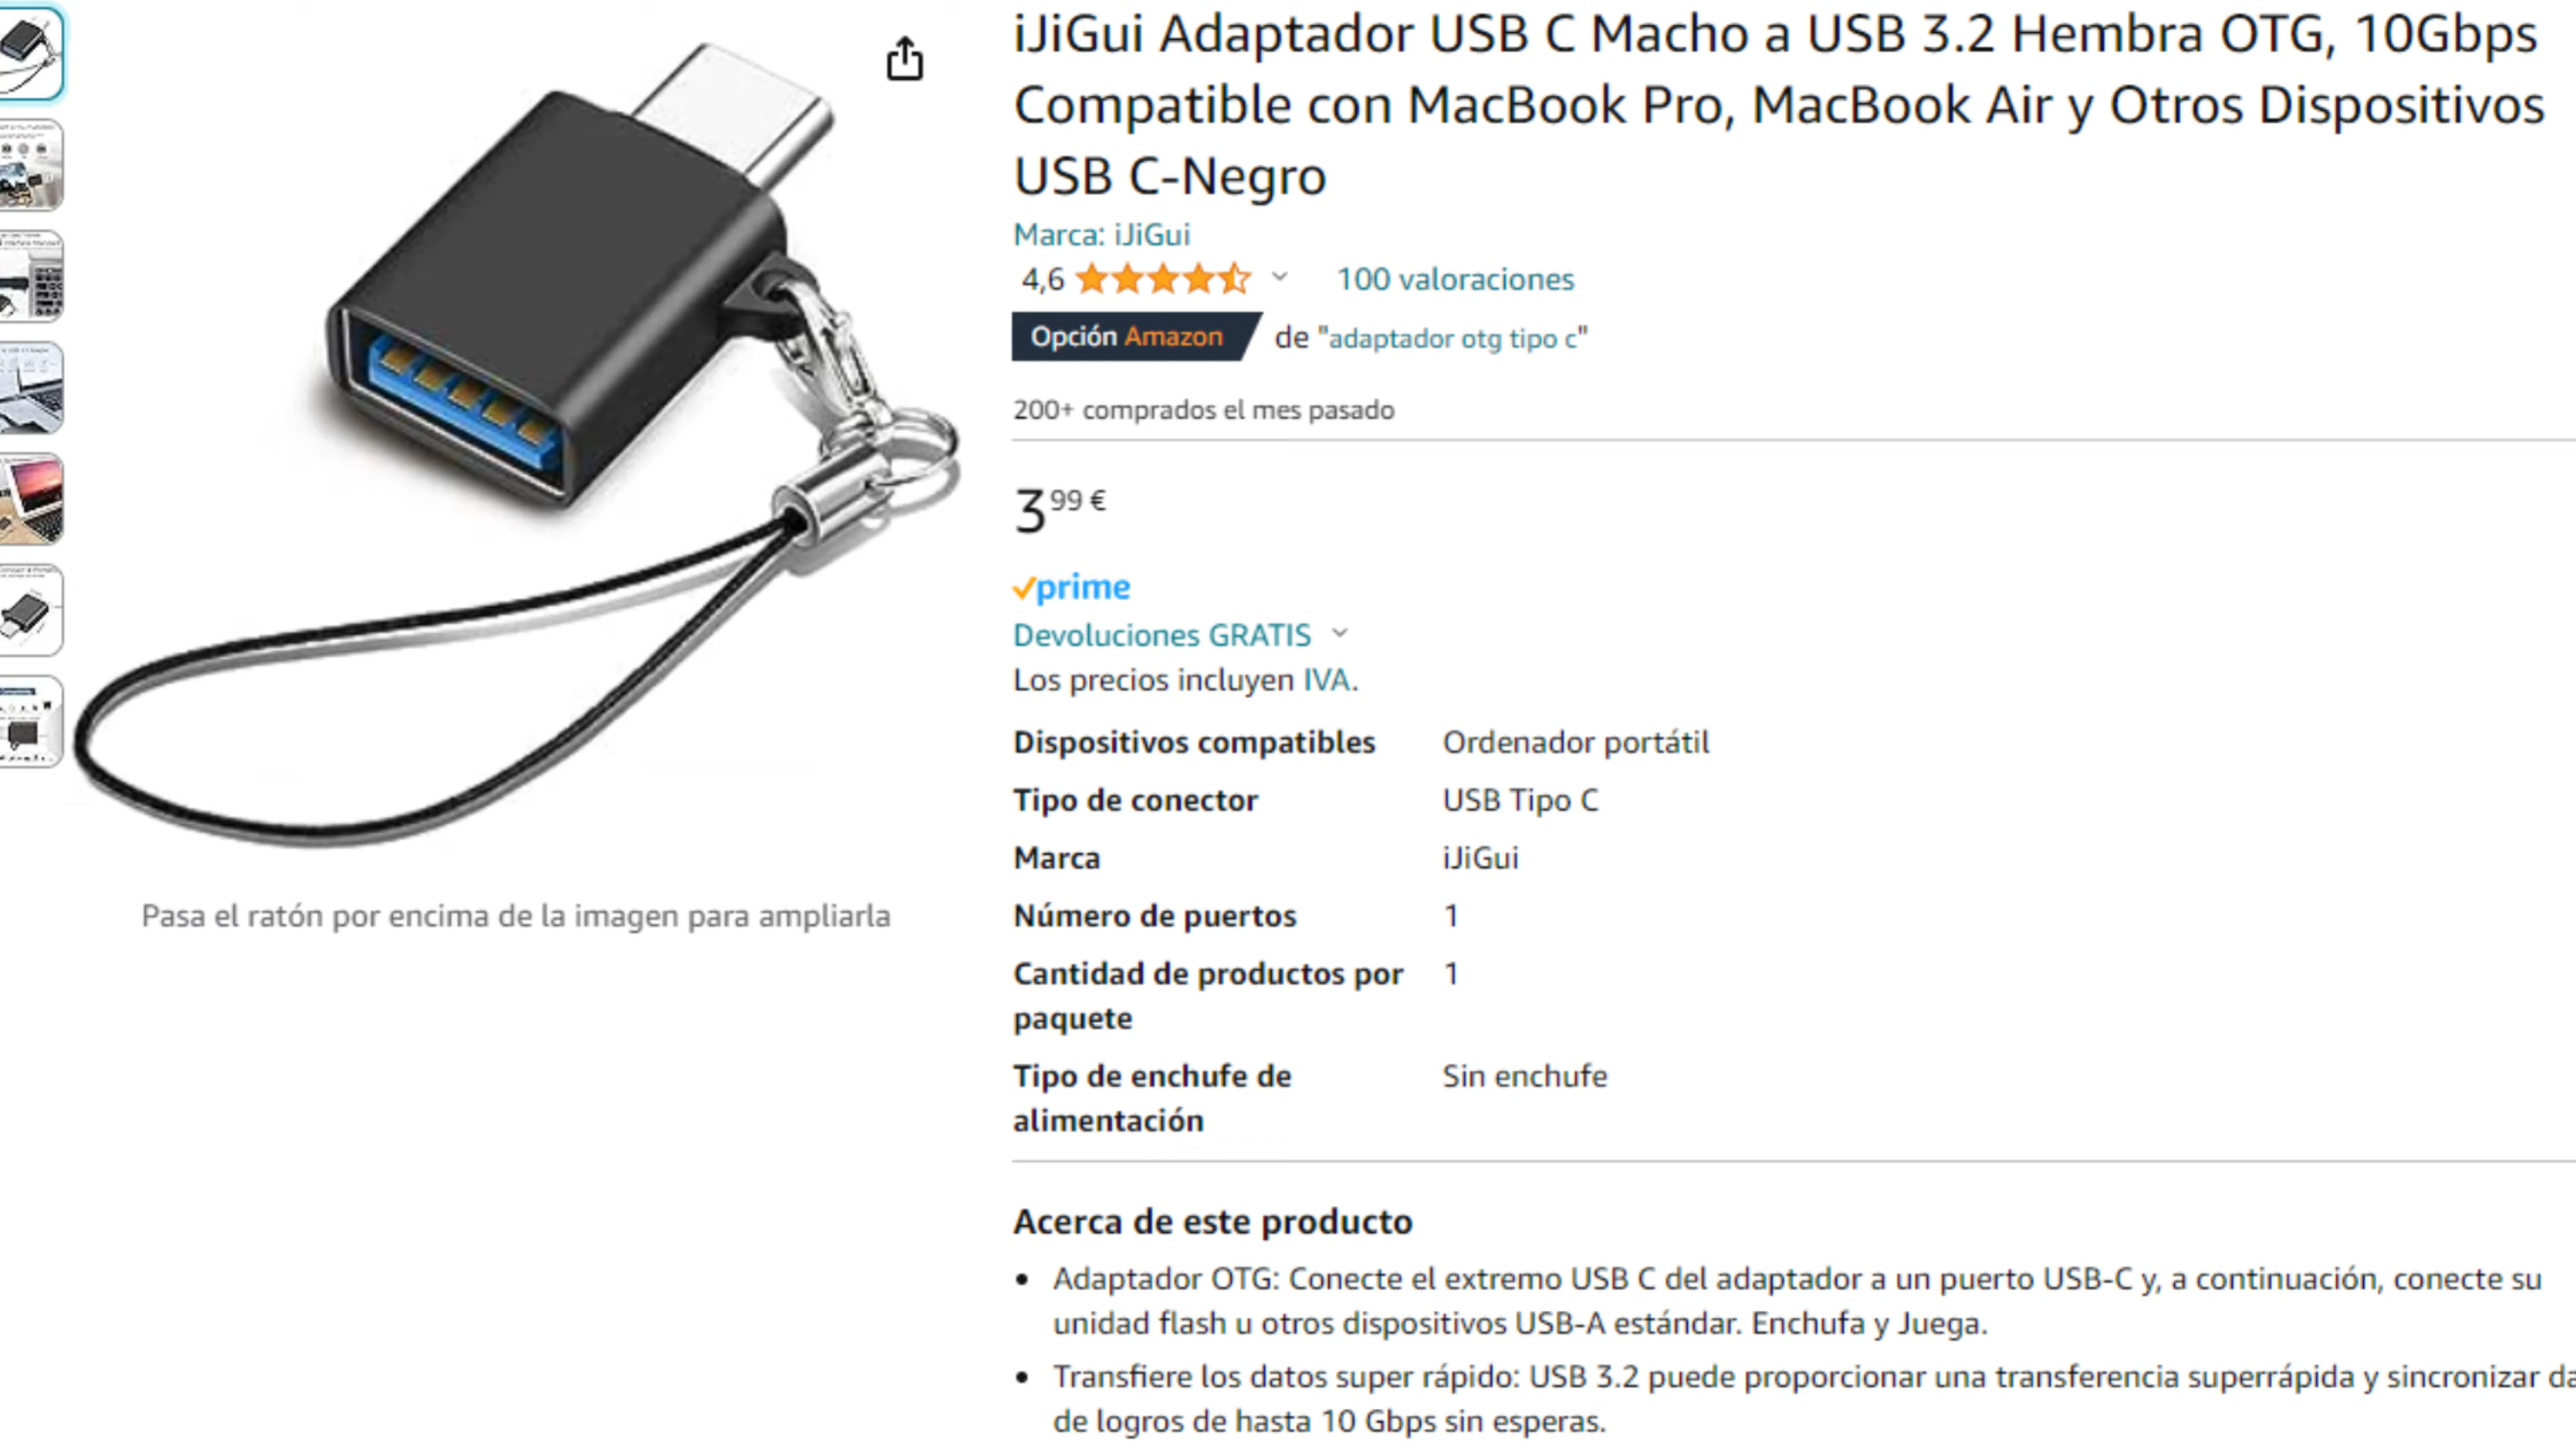 iJiGui Adaptador USB C Macho a USB 3.2 Hembra OTG, 10Gbps
Compatible con MacBook Pro, MacBook Air y Otros Dispositivos
USB C-Negro
Marca: iJiGui
4,6 100 valoraciones
Opción Amazon de "adaptador otg tipo c"
200+ comprados el mes pasado
3 99 €
prime
Devoluciones GRATIS
Los precios incluyen IVA.
Dispositivos compatibles Ordenador portátil
Tipo de conector USB Tipo C
Marca iJiGui
Pasa el ratón por encima de la imagen para ampliarla
Número de puertos 1
Cantidad de productos por 1
paquete
Tipo de enchufe de Sin enchufe
alimentación
Acerca de este producto
• Adaptador OTG: Conecte el extremo USB C del adaptador a un puerto USB-C y, a continuación, conecte su
unidad flash u otros dispositivos USB-A estándar. Enchufa y Juega.
• Transfiere los datos super rápido: USB 3.2 puede proporcionar una transferencia superrápida y sincronizar da
de logros de hasta 10 Gbps sin esperas.